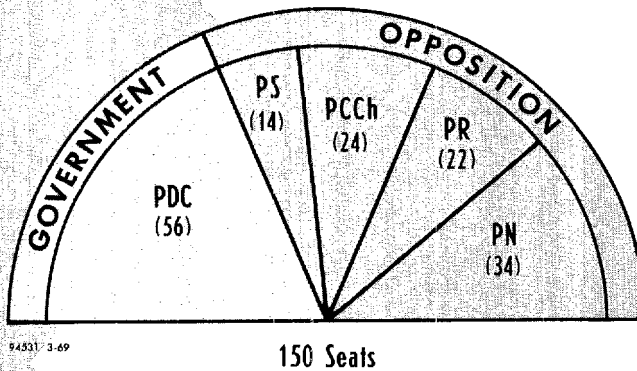 GOVERNMENT
OPPOSITION
PDC
(56)
PS
(14)
PCCh
(24)
PR
(22)
PN
(34)
94531 3-69
150 Seats